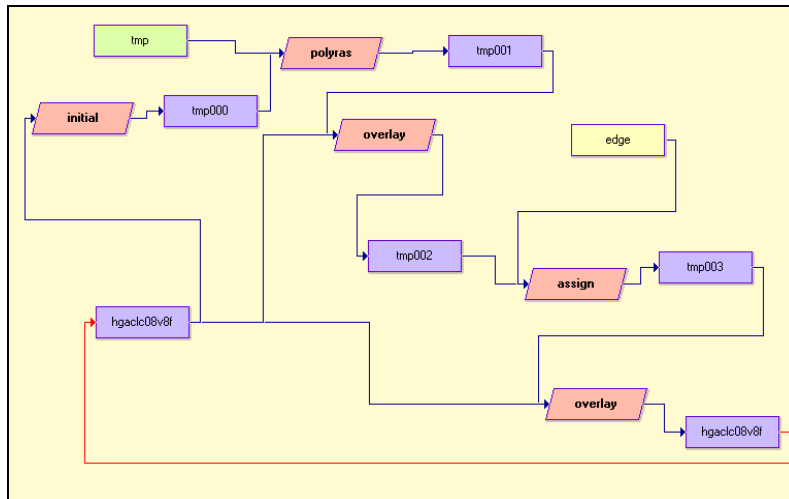 tmp
polyras
tmp001
initial
tmp000
overlay
edge
tmp002
assign
tmp003
hgaclc08v8f
overlay
hgaclc08v8f